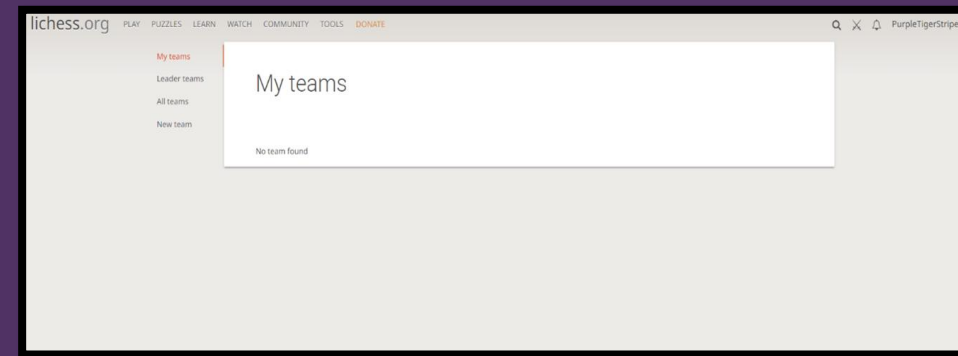 lichess.org PLAY PUZZLES LEARN WATCH COMMUNITY TOOLS DONATE PurpleTigerStripe
My teams
Leader teams
All teams
New team
My teams
No team found